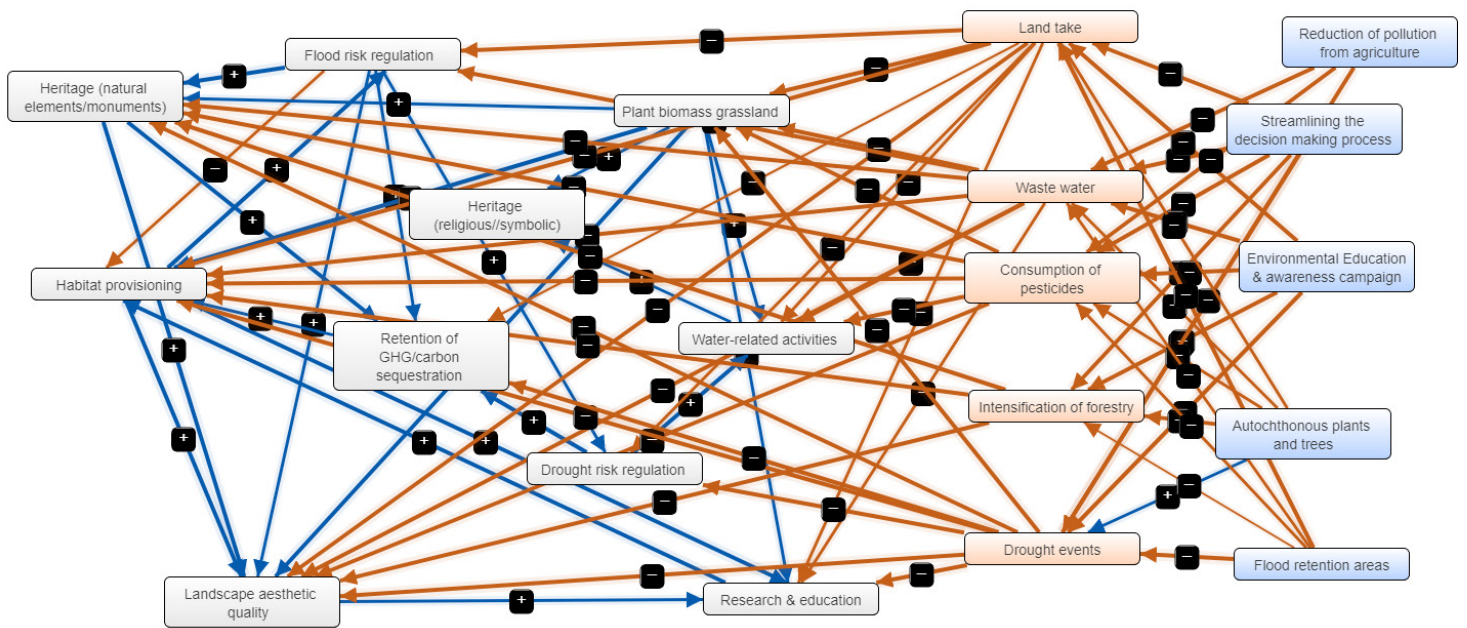 Land take
Reduction of pollution
from agriculture
Flood risk regulation
Heritage (natural
elements/monuments)
Plant biomass grassland
Streamlining the
decision making process
Waste water
Heritage
(religious//symbolic)
Habitat provisioning
Consumption of
pesticides
Environmental Education
& awareness campaign
Retention of
GHG/carbon
sequestration
Water-related activities
Intensification of forestry
Autochthonous plants
and trees
Drought risk regulation
Drought events
Flood retention areas
Landscape aesthetic
quality
Research & education